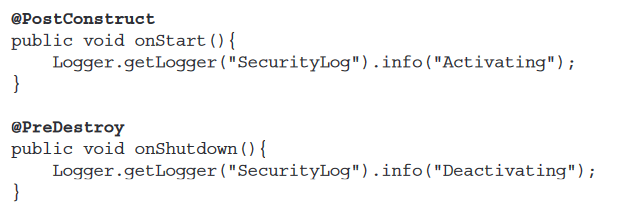 @PostConstruct
public void onStart(){
    Logger.getLogger("SecurityLog").info("Activating");
}

@PreDestroy
public void onShutdown(){
    Logger.getLogger("SecurityLog").info("Deactivating");
}